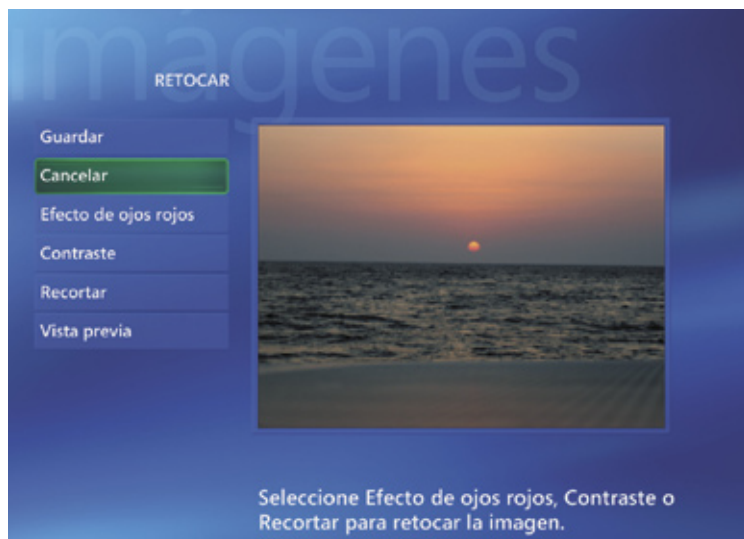 imágenes
RETOCAR
Guardar
Cancelar
Efecto de ojos rojos
Contraste
Recortar
Vista previa
Seleccione Efecto de ojos rojos, Contraste o
Recortar para retocar la imagen.